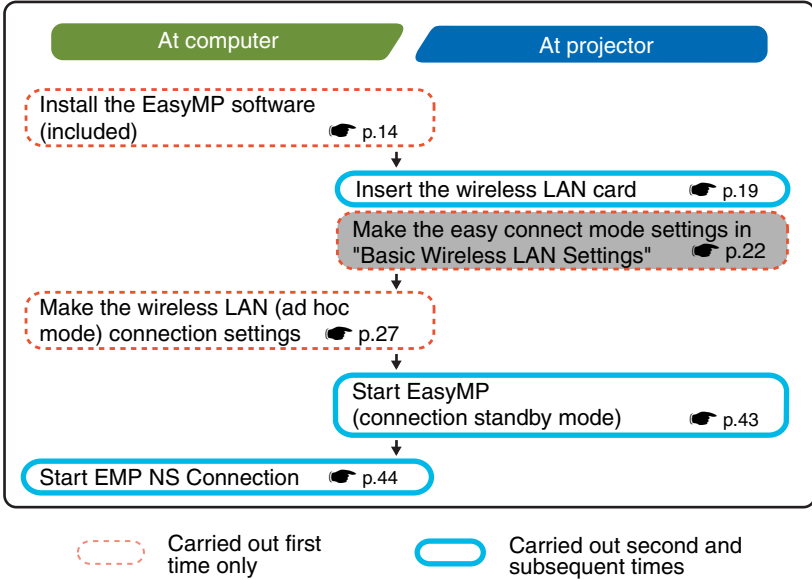 At computer
At projector
Install the EasyMP software
(included) p.14
Insert the wireless LAN card p.19
Make the easy connect mode settings in
"Basic Wireless LAN Settings" p.22
Make the wireless LAN (ad hoc
mode) connection settings p.27
Start EasyMP
(connection standby mode) p.43
Start EMP NS Connection p.44
Carried out first
time only
Carried out second and
subsequent times